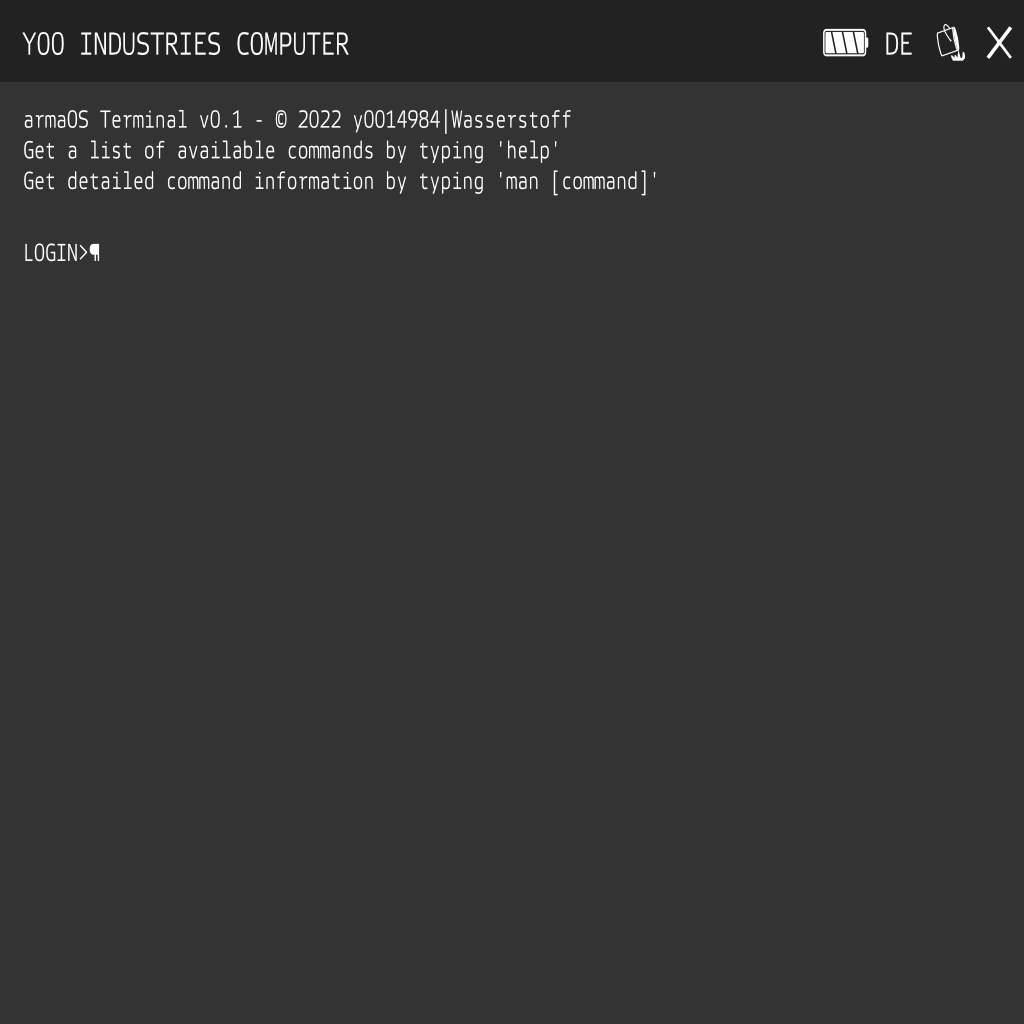 YOO INDUSTRIES COMPUTER
DE
armaOS Terminal v0.1 - © 2022 y0014984|Wasserstoff
Get a list of available commands by typing 'help'
Get detailed command information by typing 'man [command]'
LOGIN>¶